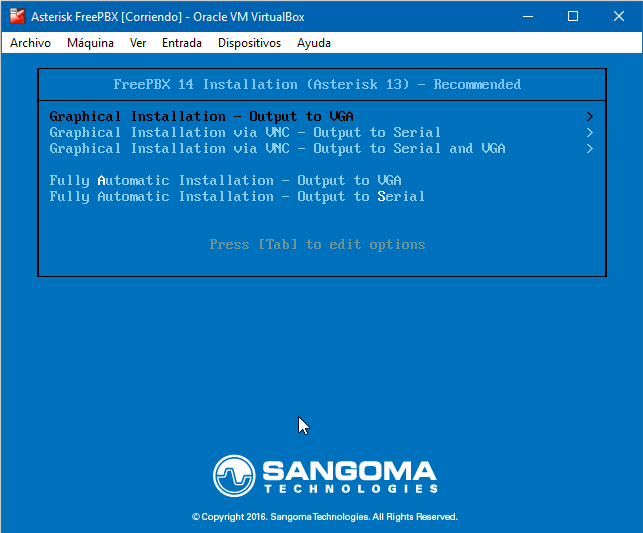 Asterisk FreePBX [Corriendo] - Oracle VM VirtualBox
Archivo Máquina Ver Entrada Dispositivos Ayuda
FreePBX 14 Installation (Asterisk 13) - Recommended
Graphical Installation - Output to VGA >
Graphical Installation via VNC - Output to Serial >
Graphical Installation via VNC - Output to Serial and VGA >
Fully Automatic Installation - Output to VGA
Fully Automatic Installation - Output to Serial
Press [Tab] to edit options
SANGOMA
TECHNOLOGIES
© Copyright 2016. Sangoma Technologies. All Rights Reserved.